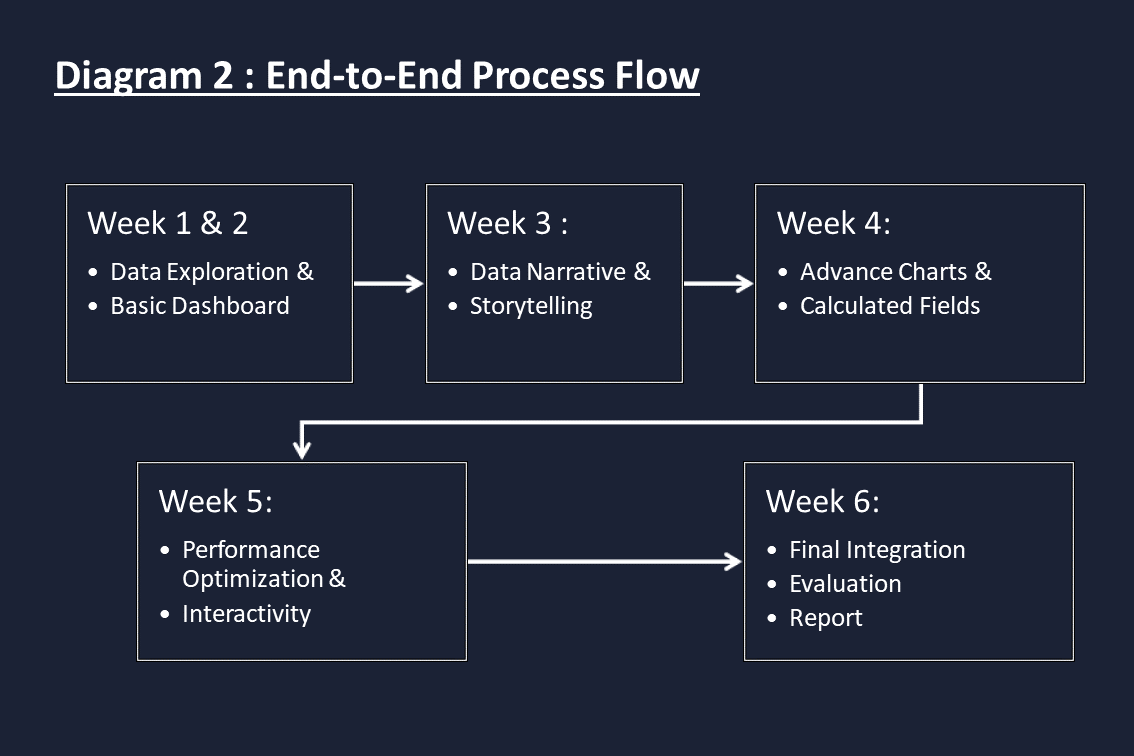 Diagram 2 : End-to-End Process Flow
Week 1 & 2
• Data Exploration &
• Basic Dashboard
Week 3 :
• Data Narrative &
• Storytelling
Week 4:
• Advance Charts &
• Calculated Fields
Week 5:
• Performance
Optimization &
• Interactivity
Week 6:
• Final Integration
• Evaluation
• Report